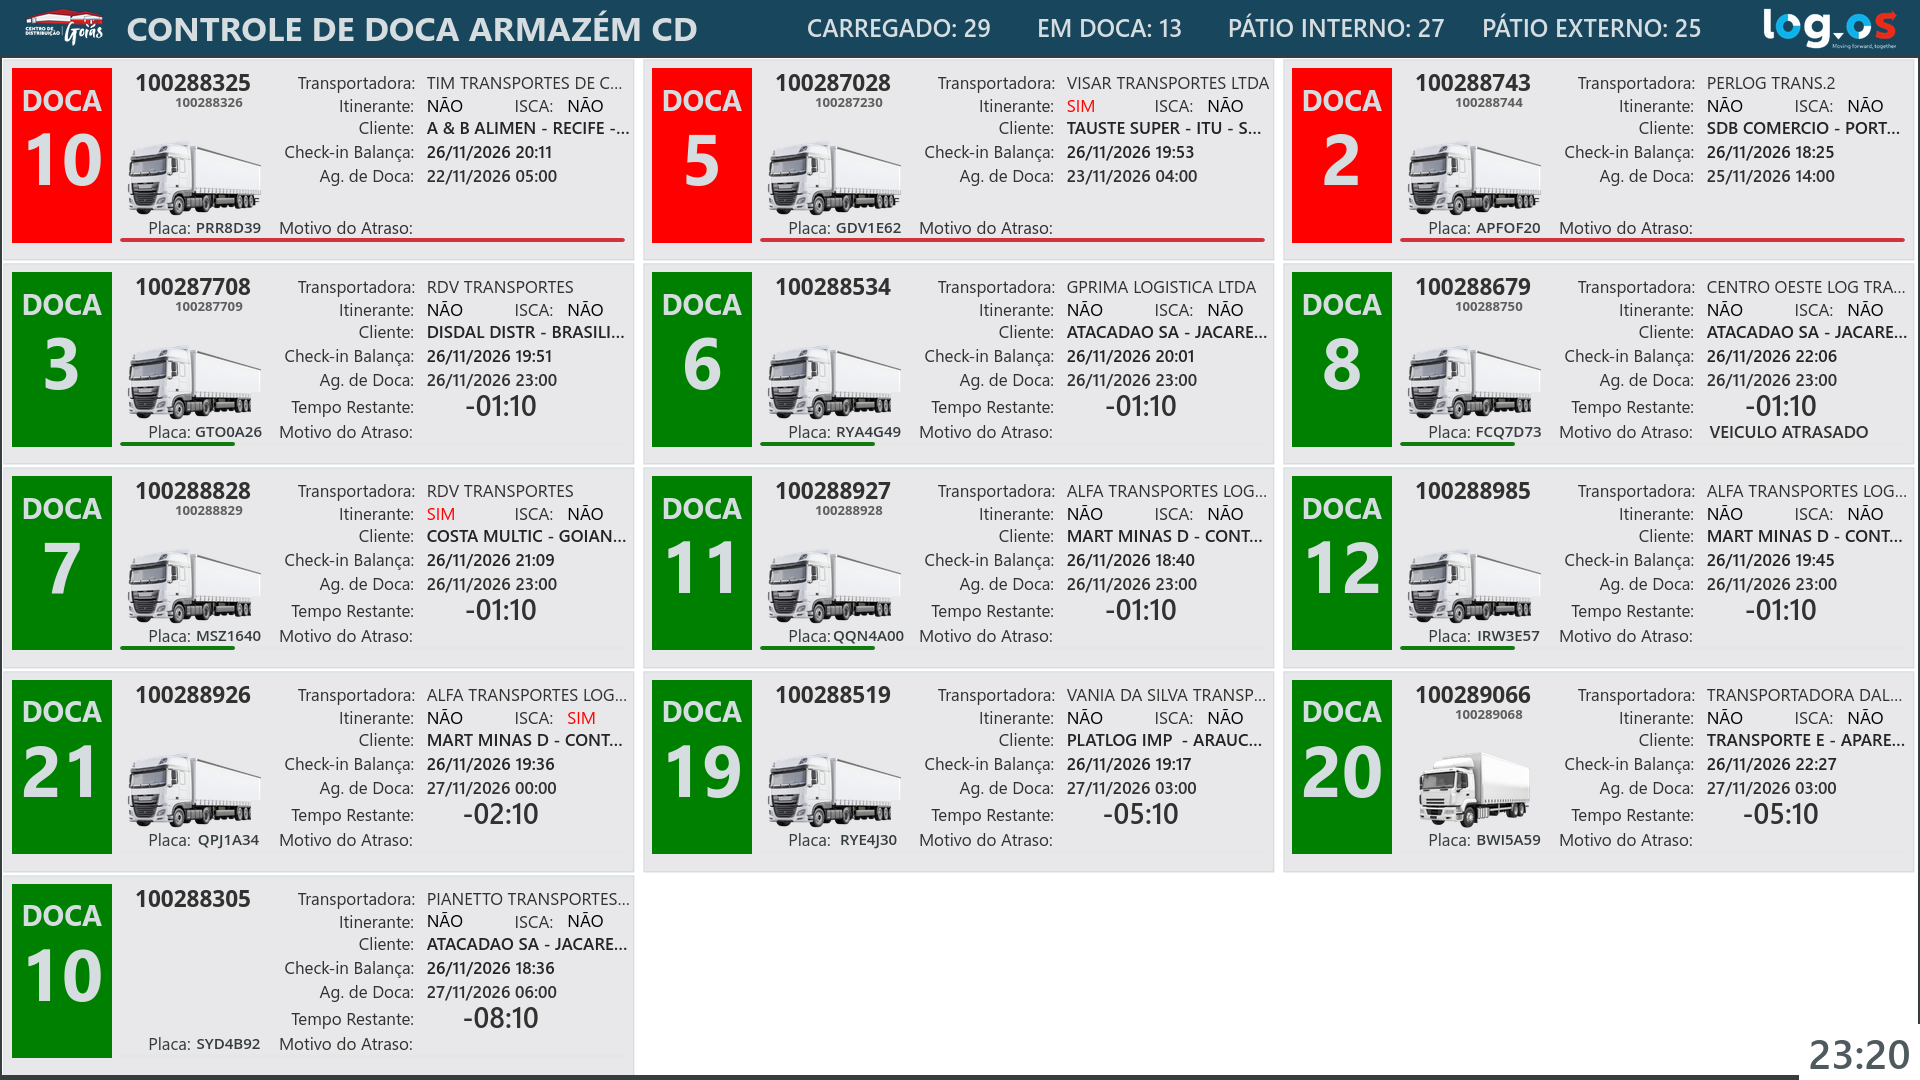 CENTRO DE DISTRIBUIÇÃO Goiás
CONTROLE DE DOCA ARMAZÉM CD
CARREGADO: 29
EM DOCA: 13
PÁTIO INTERNO: 27
PÁTIO EXTERNO: 25
log.os
Moving forward, together
DOCA
10
100288325
100288326
Placa: PRR8D39
Transportadora: TIM TRANSPORTES DE C...
Itinerante: NÃO ISCA: NÃO
Cliente: A & B ALIMEN - RECIFE -...
Check-in Balança: 26/11/2026 20:11
Ag. de Doca: 22/11/2026 05:00
Motivo do Atraso:
DOCA
5
100287028
100287230
Placa: GDV1E62
Transportadora: VISAR TRANSPORTES LTDA
Itinerante: SIM ISCA: NÃO
Cliente: TAUSTE SUPER - ITU - S...
Check-in Balança: 26/11/2026 19:53
Ag. de Doca: 23/11/2026 04:00
Motivo do Atraso:
DOCA
2
100288743
100288744
Placa: APFOF20
Transportadora: PERLOG TRANS.2
Itinerante: NÃO ISCA: NÃO
Cliente: SDB COMERCIO - PORT...
Check-in Balança: 26/11/2026 18:25
Ag. de Doca: 25/11/2026 14:00
Motivo do Atraso:
DOCA
3
100287708
100287709
Placa: GTO0A26
Transportadora: RDV TRANSPORTES
Itinerante: NÃO ISCA: NÃO
Cliente: DISDAL DISTR - BRASILI...
Check-in Balança: 26/11/2026 19:51
Ag. de Doca: 26/11/2026 23:00
Tempo Restante: -01:10
Motivo do Atraso:
DOCA
6
100288534
Placa: RYA4G49
Transportadora: GPRIMA LOGISTICA LTDA
Itinerante: NÃO ISCA: NÃO
Cliente: ATACADAO SA - JACARE...
Check-in Balança: 26/11/2026 20:01
Ag. de Doca: 26/11/2026 23:00
Tempo Restante: -01:10
Motivo do Atraso:
DOCA
8
100288679
100288750
Placa: FCQ7D73
Transportadora: CENTRO OESTE LOG TRA...
Itinerante: NÃO ISCA: NÃO
Cliente: ATACADAO SA - JACARE...
Check-in Balança: 26/11/2026 22:06
Ag. de Doca: 26/11/2026 23:00
Tempo Restante: -01:10
Motivo do Atraso: VEICULO ATRASADO
DOCA
7
100288828
100288829
Placa: MSZ1640
Transportadora: RDV TRANSPORTES
Itinerante: SIM ISCA: NÃO
Cliente: COSTA MULTIC - GOIAN...
Check-in Balança: 26/11/2026 21:09
Ag. de Doca: 26/11/2026 23:00
Tempo Restante: -01:10
Motivo do Atraso:
DOCA
11
100288927
100288928
Placa: QQN4A00
Transportadora: ALFA TRANSPORTES LOG...
Itinerante: NÃO ISCA: NÃO
Cliente: MART MINAS D - CONT...
Check-in Balança: 26/11/2026 18:40
Ag. de Doca: 26/11/2026 23:00
Tempo Restante: -01:10
Motivo do Atraso:
DOCA
12
100288985
Placa: IRW3E57
Transportadora: ALFA TRANSPORTES LOG...
Itinerante: NÃO ISCA: NÃO
Cliente: MART MINAS D - CONT...
Check-in Balança: 26/11/2026 19:45
Ag. de Doca: 26/11/2026 23:00
Tempo Restante: -01:10
Motivo do Atraso:
DOCA
21
100288926
Placa: QPJ1A34
Transportadora: ALFA TRANSPORTES LOG...
Itinerante: NÃO ISCA: SIM
Cliente: MART MINAS D - CONT...
Check-in Balança: 26/11/2026 19:36
Ag. de Doca: 27/11/2026 00:00
Tempo Restante: -02:10
Motivo do Atraso:
DOCA
19
100288519
Placa: RYE4J30
Transportadora: VANIA DA SILVA TRANSP...
Itinerante: NÃO ISCA: NÃO
Cliente: PLATLOG IMP  - ARAUC...
Check-in Balança: 26/11/2026 19:17
Ag. de Doca: 27/11/2026 03:00
Tempo Restante: -05:10
Motivo do Atraso:
DOCA
20
100289066
100289068
Placa: BWI5A59
Transportadora: TRANSPORTADORA DAL...
Itinerante: NÃO ISCA: NÃO
Cliente: TRANSPORTE E - APARE...
Check-in Balança: 26/11/2026 22:27
Ag. de Doca: 27/11/2026 03:00
Tempo Restante: -05:10
Motivo do Atraso:
DOCA
10
100288305
Placa: SYD4B92
Transportadora: PIANETTO TRANSPORTES...
Itinerante: NÃO ISCA: NÃO
Cliente: ATACADAO SA - JACARE...
Check-in Balança: 26/11/2026 18:36
Ag. de Doca: 27/11/2026 06:00
Tempo Restante: -08:10
Motivo do Atraso:
23:20